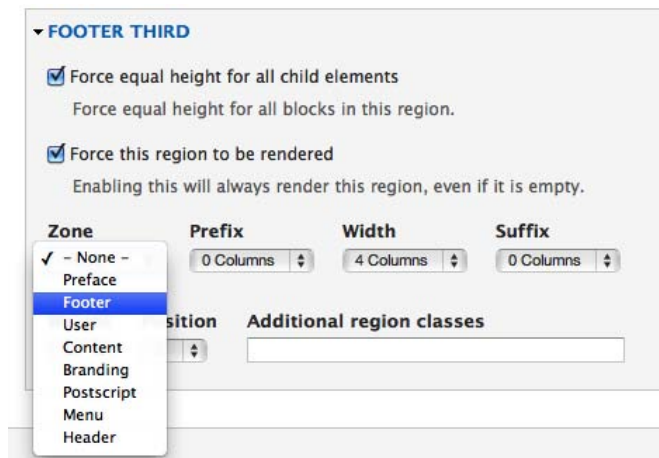 FOOTER THIRD
Force equal height for all child elements
Force equal height for all blocks in this region.
Force this region to be rendered
Enabling this will always render this region, even if it is empty.
Zone Prefix Width Suffix
- None - 0 Columns 4 Columns 0 Columns
Preface
Footer
User sition Additional region classes
Content
Branding
Postscript
Menu
Header